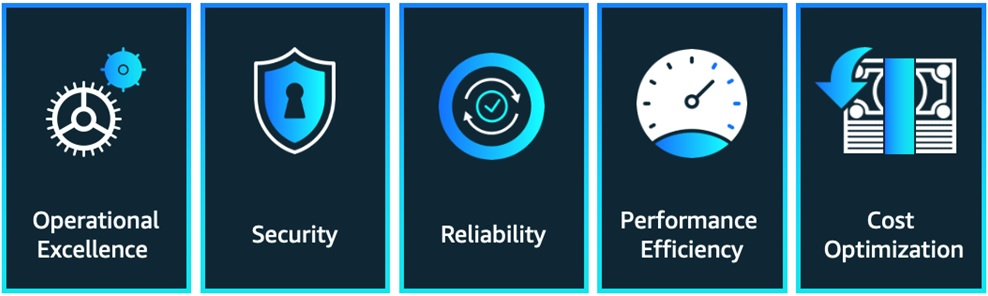 Operational
Excellence
Security
Reliability
Performance
Efficiency
Cost
Optimization